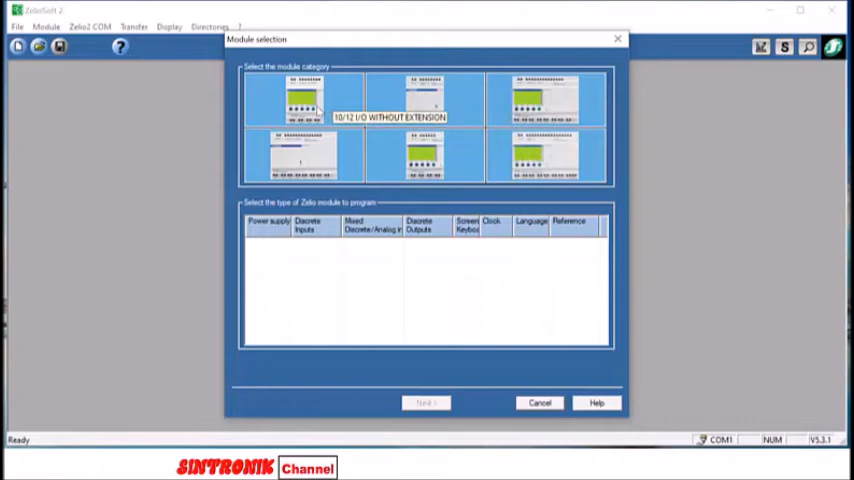 ZelioSoft 2
File Module Zelio2 COM Transfer Display Directories ?
?
S
Module selection
Select the module category
10/12 I/O WITHOUT EXTENSION
Select the type of Zelio module to program
Power supply Discrete Inputs Mixed Discrete/Analog in Discrete Outputs Screen Keyboa Clock Language Reference
Next > Cancel Help
Ready COM1 NUM V5.3.1
SINTRONIK Channel